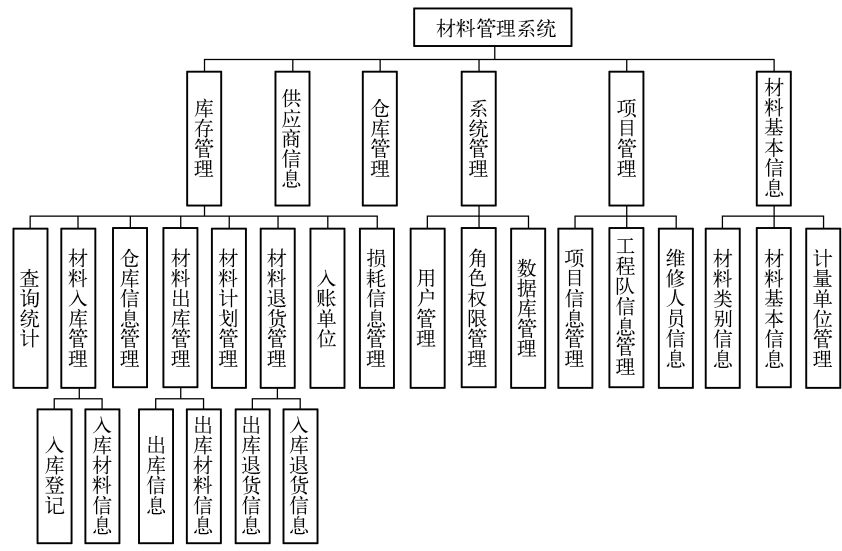 材料管理系统
库存管理
供应商信息
仓库管理
系统管理
项目管理
材料基本信息
查询统计
材料入库管理
仓库信息管理
材料出库管理
材料计划管理
材料退货管理
入账单位
损耗信息管理
用户管理
角色权限管理
数据库管理
项目信息管理
工程队信息管理
维修人员信息
材料类别信息
材料基本信息
计量单位管理
入库登记
入库材料信息
出库信息
出库材料信息
出库退货信息
入库退货信息